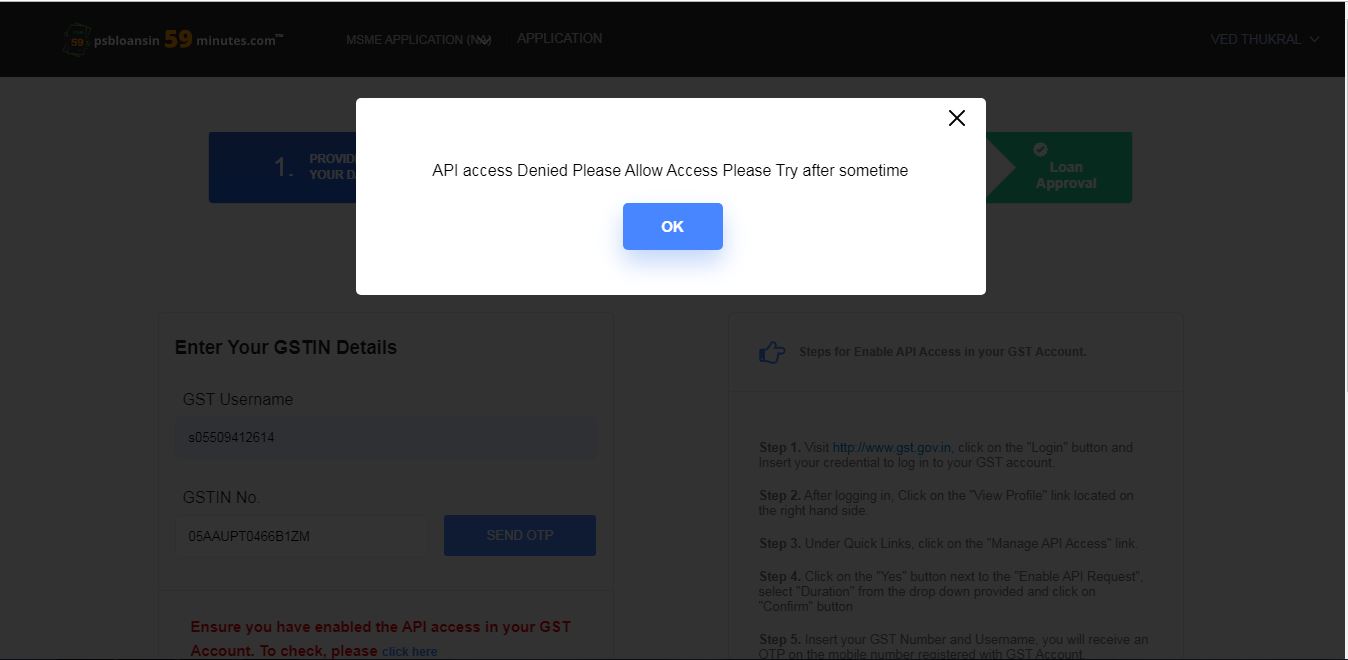 psbloansin 59 minutes.com™
MSME APPLICATION
APPLICATION
VED THUKRAL
API access Denied Please Allow Access Please Try after sometime
OK
1.
Loan
Approval
Enter Your GSTIN Details
GST Username
s05509412614
GSTIN No.
05AAUPT0466B1ZM
SEND OTP
Ensure you have enabled the API access in your GST
Account. To check, please click here
Steps for Enable API Access in your GST Account.
Step 1. Visit http://www.gst.gov.in, click on the "Login" button and
Insert your credential to log in to your GST account.
Step 2. After logging in, Click on the "View Profile" link located on
the right hand side.
Step 3. Under Quick Links, click on the "Manage API Access" link.
Step 4. Click on the "Yes" button next to the "Enable API Request",
select "Duration" from the drop down provided and click on
"Confirm" button
Step 5. Insert your GST Number and Username, you will receive an
OTP on the mobile number registered with GST Account.